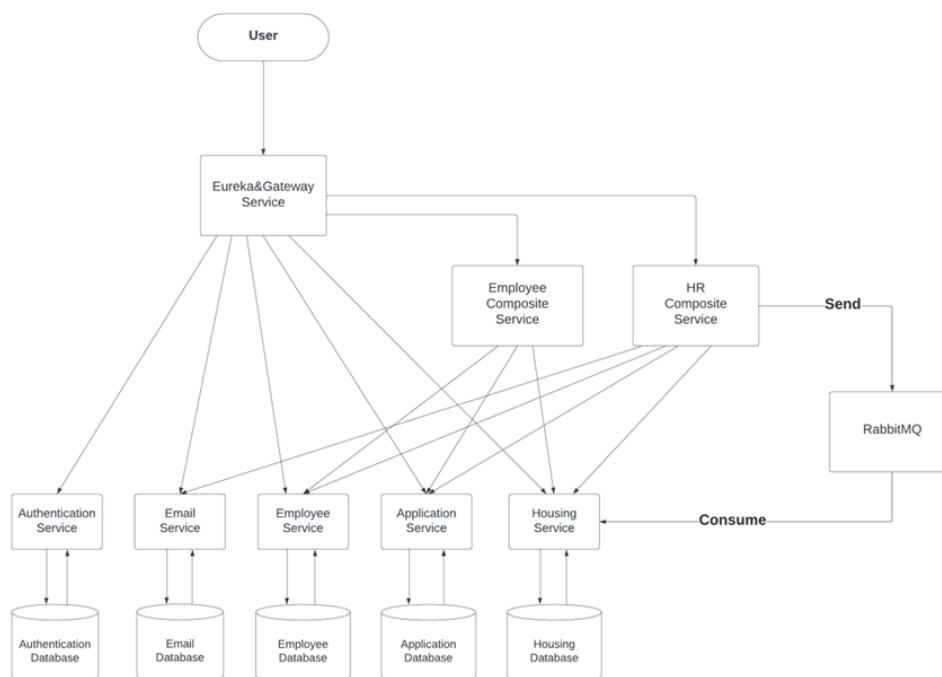 User
Eureka&Gateway
Service
Employee
Composite
Service
HR
Composite
Service
Send
RabbitMQ
Consume
Authentication
Service
Email
Service
Employee
Service
Application
Service
Housing
Service
Authentication
Database
Email
Database
Employee
Database
Application
Database
Housing
Database